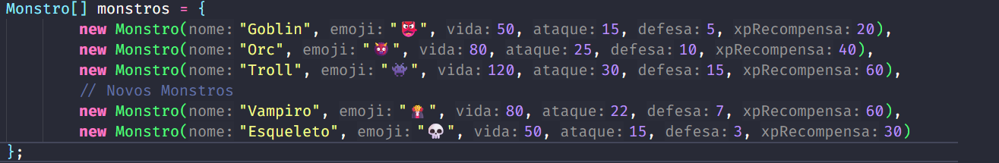 Monstro[] monstros = {
new Monstro(nome: "Goblin", emoji: "👹", vida: 50, ataque: 15, defesa: 5, xpRecompensa: 20),
new Monstro(nome: "Orc", emoji: "👿", vida: 80, ataque: 25, defesa: 10, xpRecompensa: 40),
new Monstro(nome: "Troll", emoji: "👾", vida: 120, ataque: 30, defesa: 15, xpRecompensa: 60),
// Novos Monstros
new Monstro(nome: "Vampiro", emoji: "🧛", vida: 80, ataque: 22, defesa: 7, xpRecompensa: 60),
new Monstro(nome: "Esqueleto", emoji: "💀", vida: 50, ataque: 15, defesa: 3, xpRecompensa: 30)
};